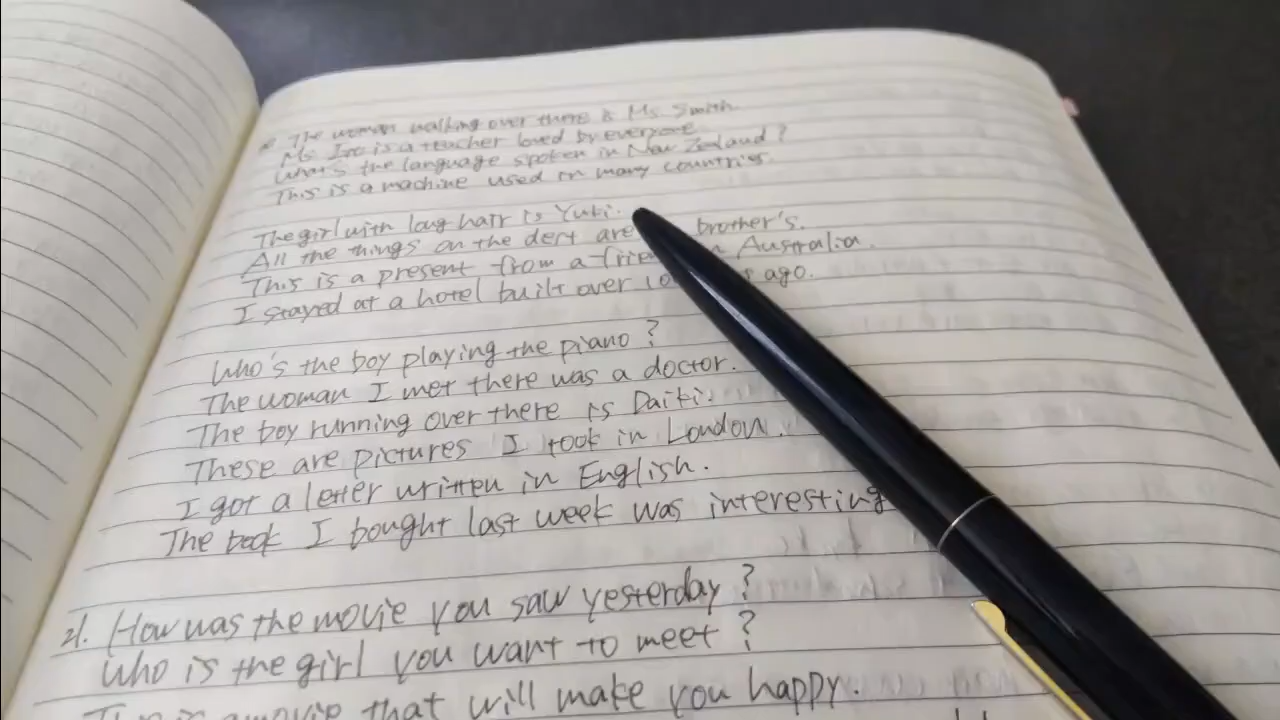 The woman walking over there is Ms. Smith
Ms. Ito is a teacher loved by everyone
What's the language spoken in New Zealand?
This is a machine used in many countries.
The girl with long hair is Yuki.
All the things on the dert are brother's.
This is a present from a Australia.
I stayed at a hotel built over ago.
Who's the boy playing the piano?
The woman I met there was a doctor.
The boy running over there is Daiki.
These are pictures I took in London.
I got a letter written in English.
The book I bought last week was interesting
21. How was the movie you saw yesterday?
Who is the girl you want to meet?
This is a movie that will make you happy.